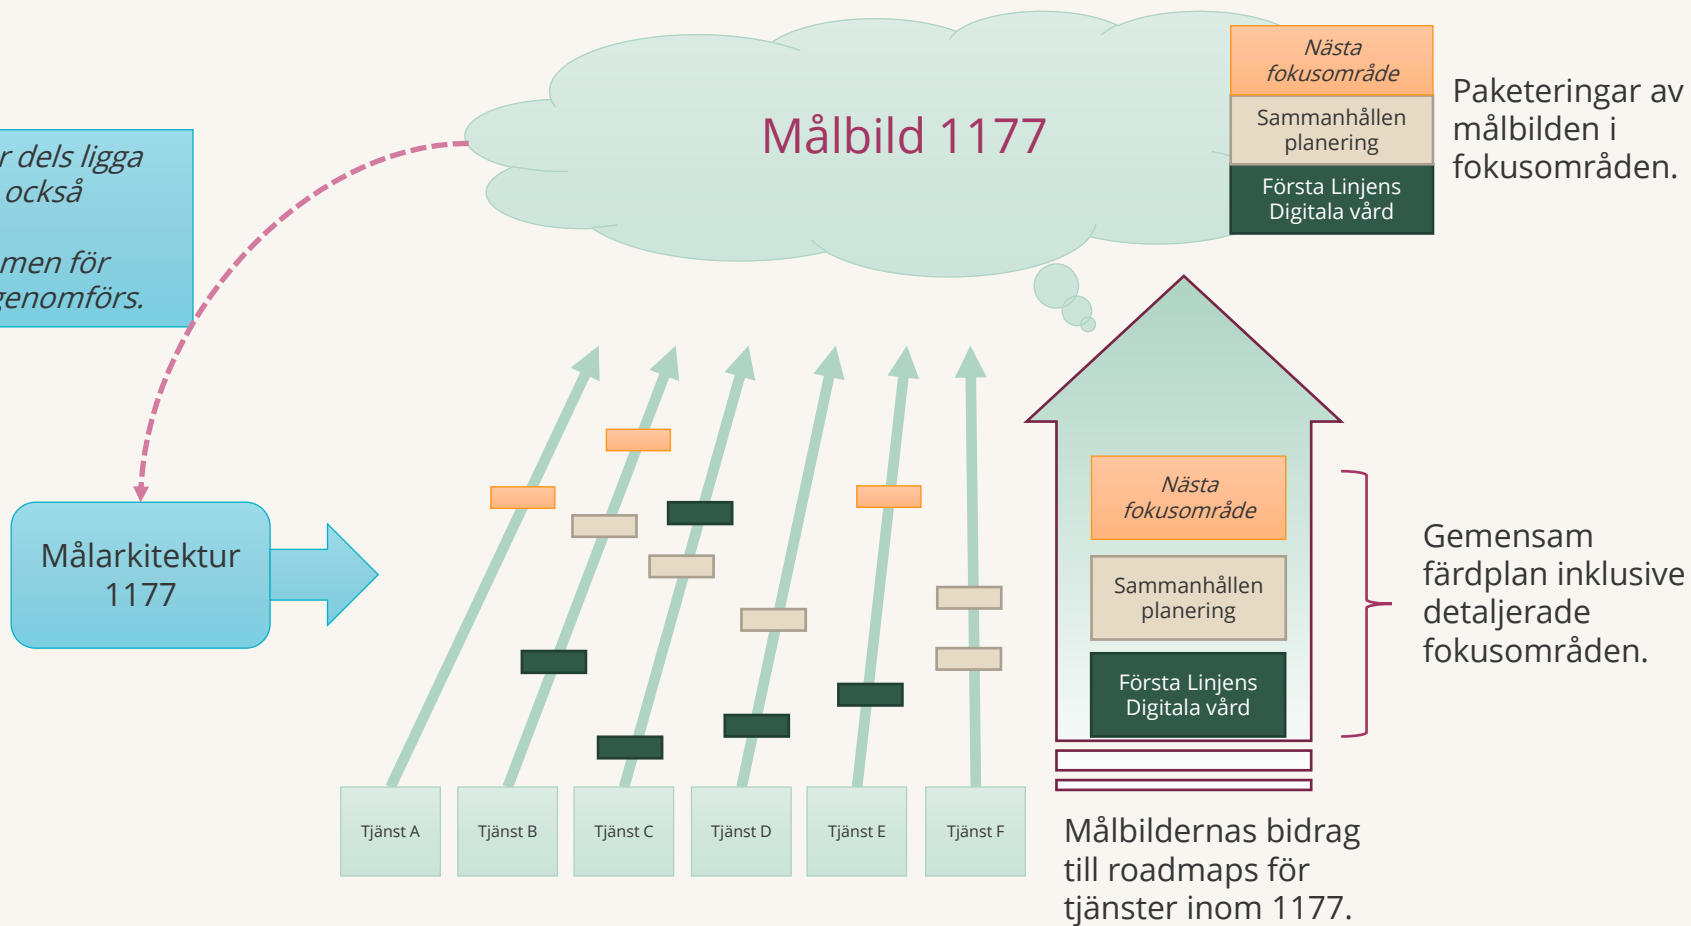 Målbild 1177
Nästa
fokusområde
Sammanhållen
planering
Första Linjens
Digitala vård
Paketeringar av
målbilden i
fokusområden.
dels ligga
också
för
genomförs.
Målarkitektur
1177
Nästa
fokusområde
Sammanhållen
planering
Första Linjens
Digitala vård
Gemensam
färdplan inklusive
detaljerade
fokusområden.
Tjänst A
Tjänst B
Tjänst C
Tjänst D
Tjänst E
Tjänst F
Målbildernas bidrag
till roadmaps för
tjänster inom 1177.